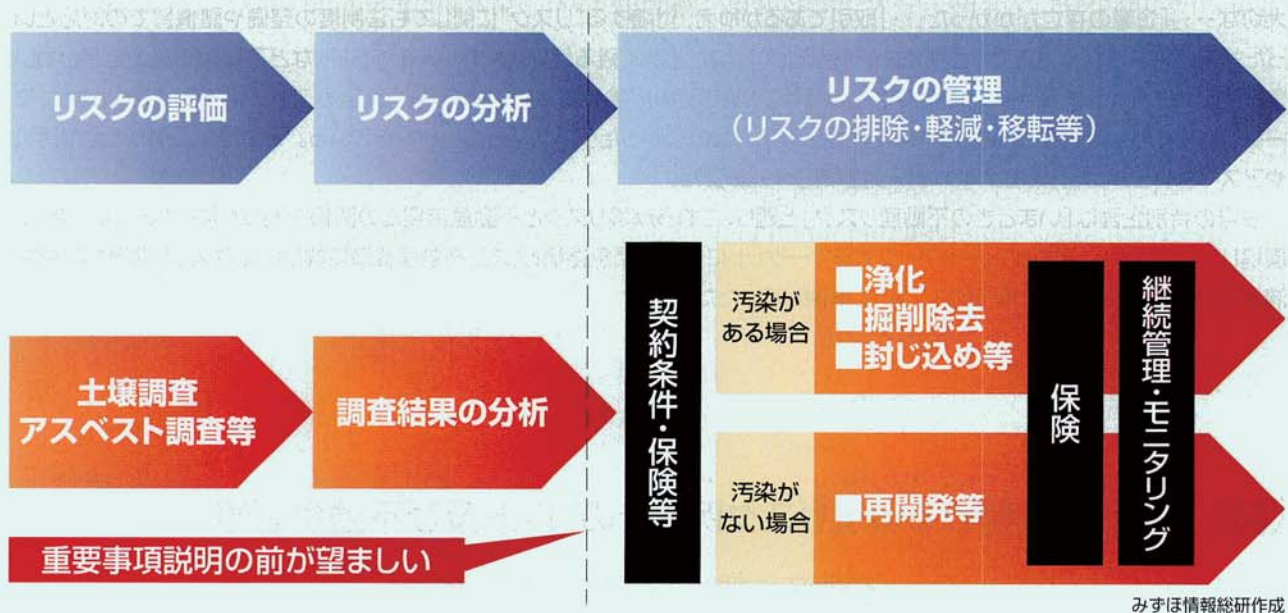 リスクの評価
リスクの分析
リスクの管理
(リスクの排除・軽減・移転等)
土壌調査
アスベスト調査等
調査結果の分析
重要事項説明の前が望ましい
契約条件・保険等
汚染が
ある場合
■浄化
■掘削除去
■封じ込め等
汚染が
ない場合
■再開発等
保険
継続管理・モニタリング
みずほ情報総研作成